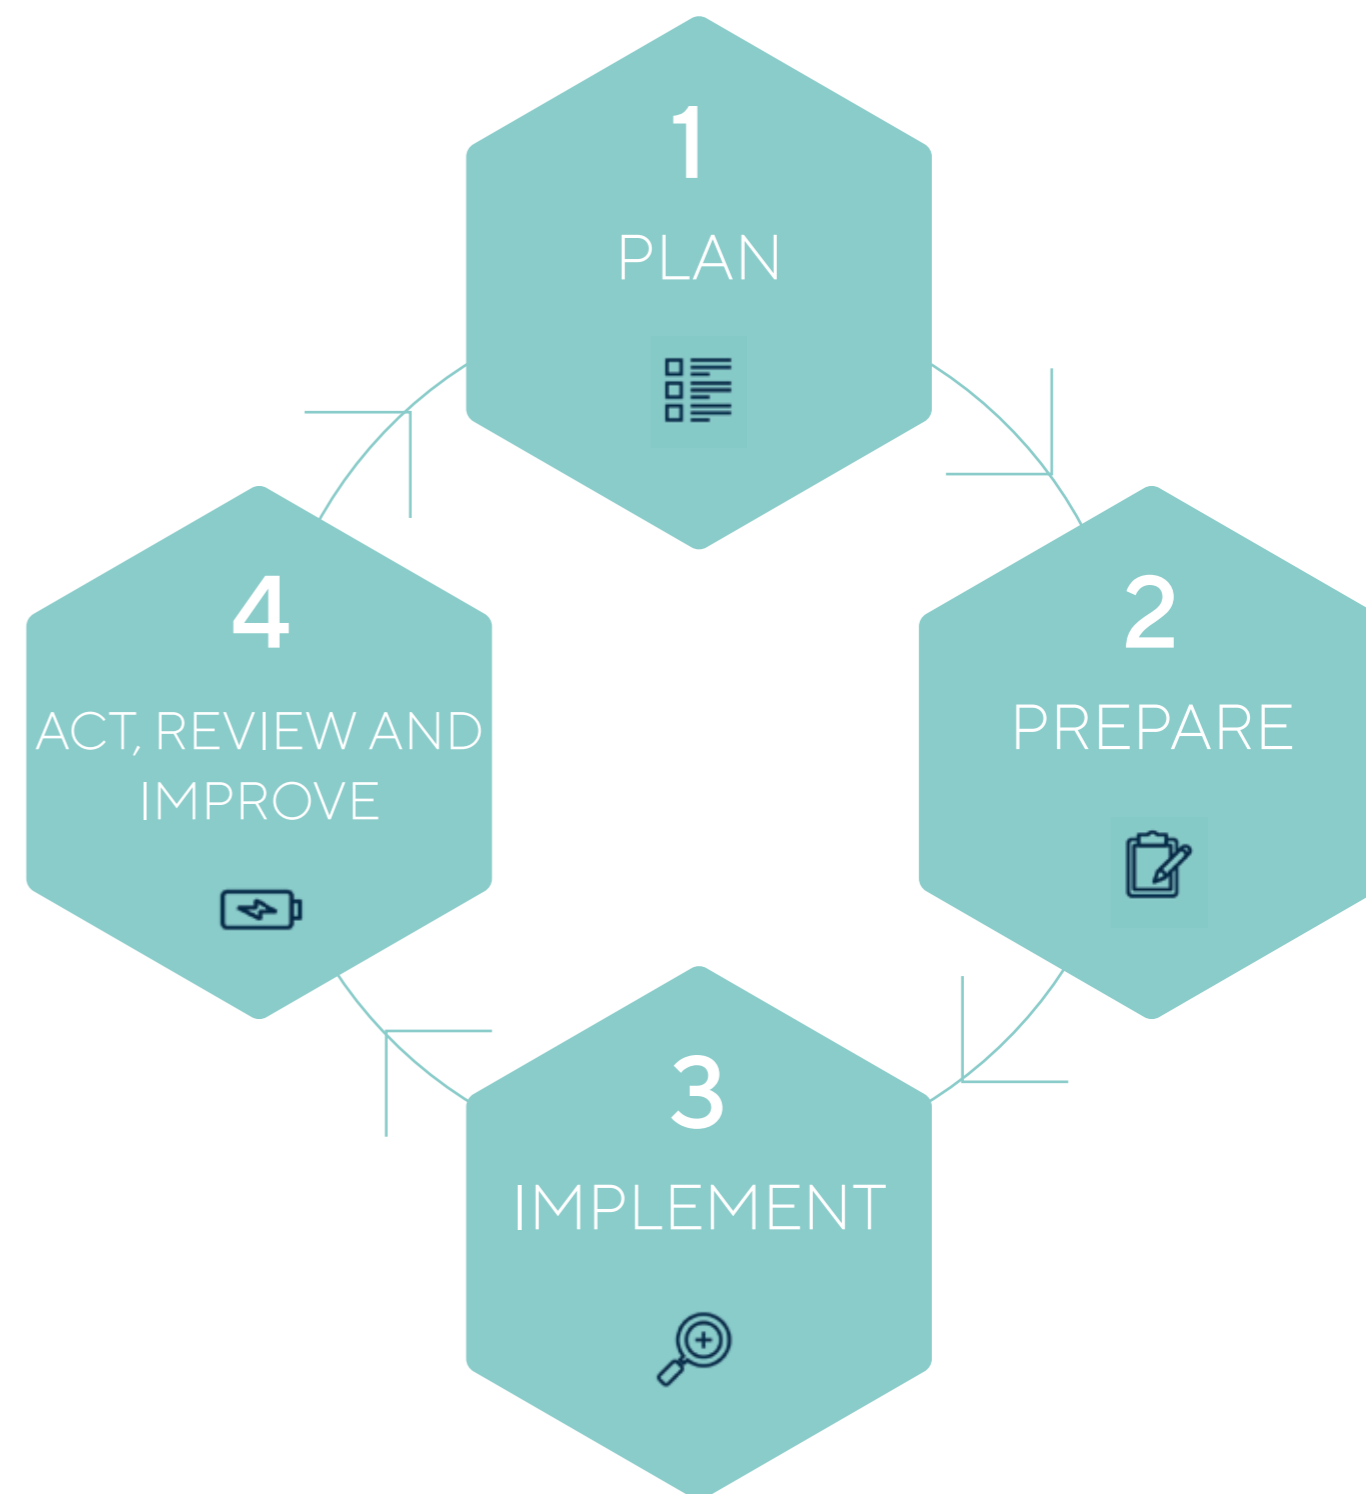 1
PLAN
2
PREPARE
3
IMPLEMENT
4
ACT, REVIEW AND
IMPROVE